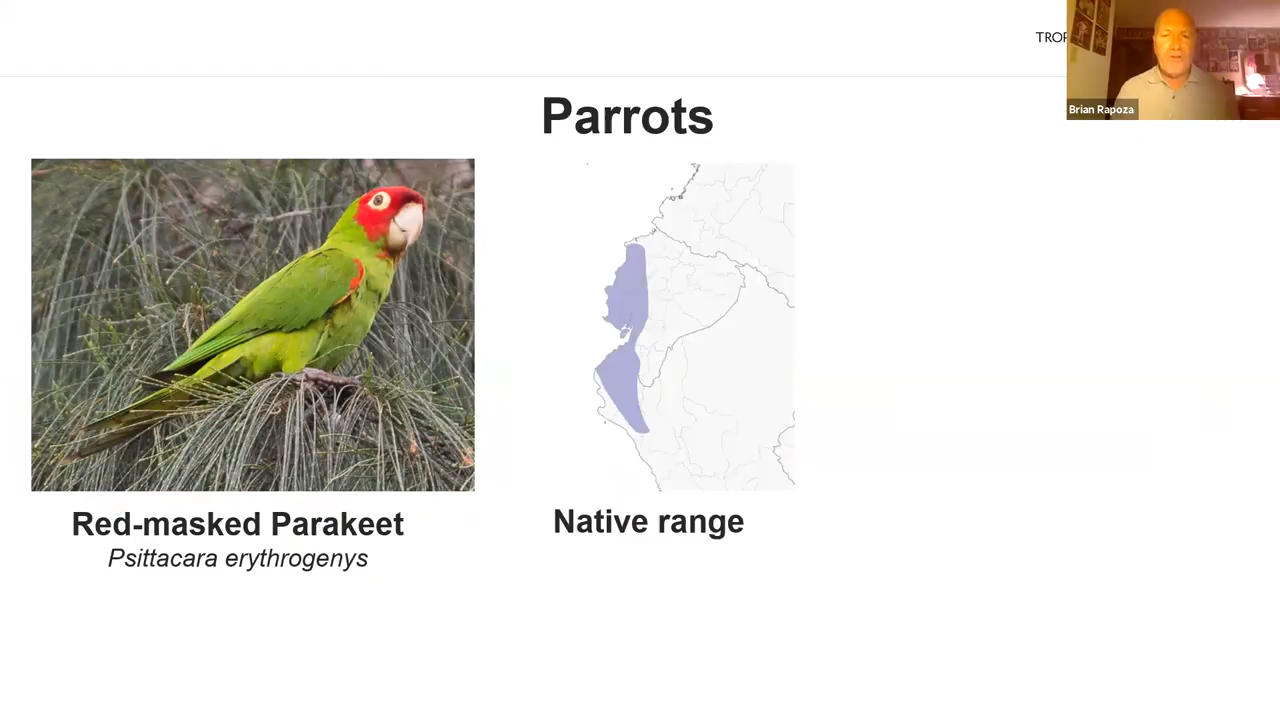 Parrots
Brian Rapoza
Red-masked Parakeet
Psittacara erythrogenys
Native range